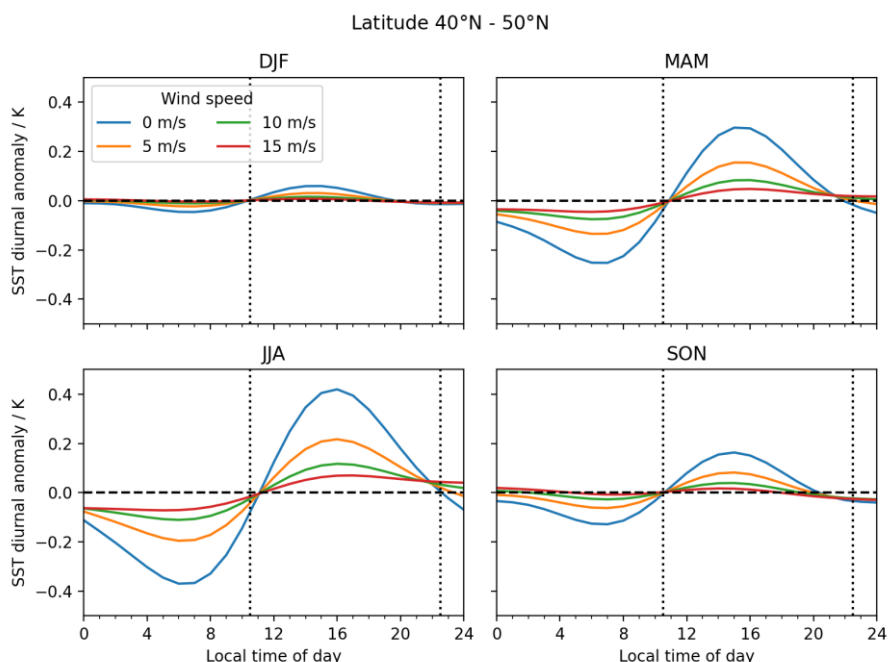 Latitude 40°N - 50°N
DJF
MAM
Wind speed
0 m/s
10 m/s
5 m/s
15 m/s
SST diurnal anomaly / K
0.4
0.2
0.0
−0.2
−0.4
JJA
SON
SST diurnal anomaly / K
0.4
0.2
0.0
−0.2
−0.4
0 4 8 12 16 20 24
0 4 8 12 16 20 24
Local time of day
Local time of day